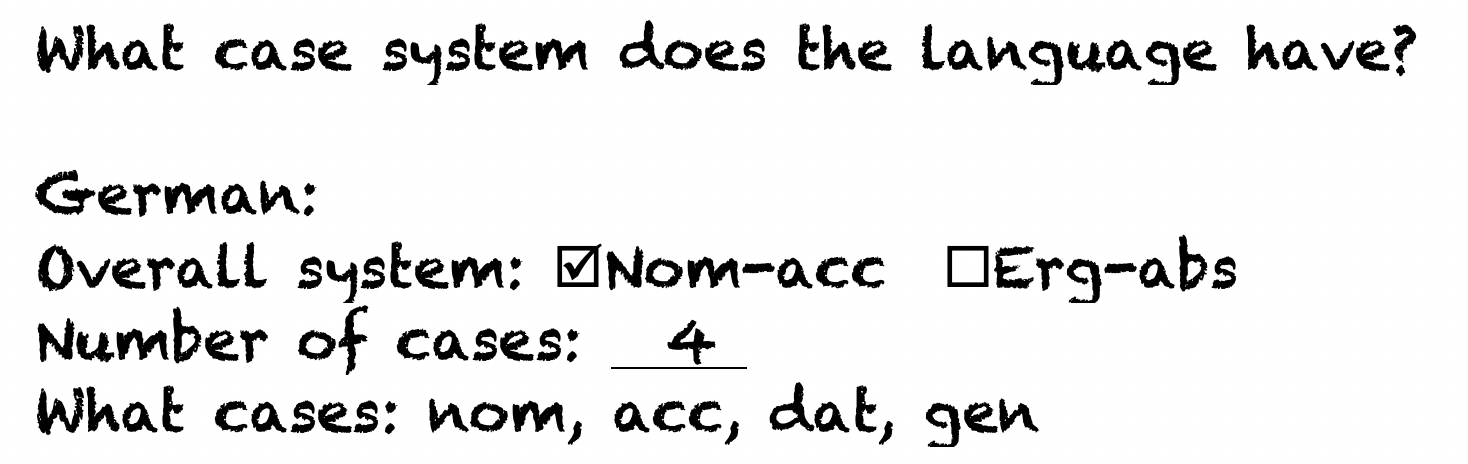 What case system does the language have?
German:
Overall system: ☑Nom-acc ☐Erg-abs
Number of cases: 4
What cases: nom, acc, dat, gen